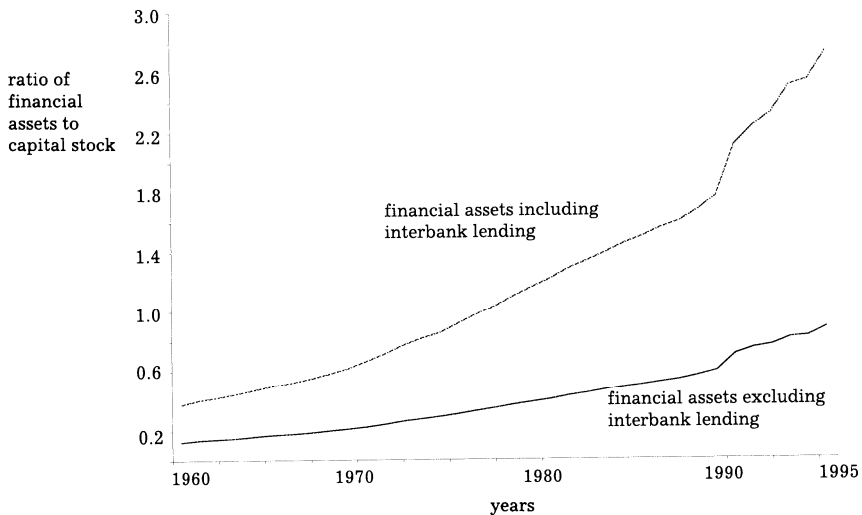 3.0
ratio of
financial
assets to
capital stock
2.6
2.2
1.8
1.4
1.0
0.6
0.2
financial assets including
interbank lending
financial assets excluding
interbank lending
1960
1970
1980
1990
1995
years